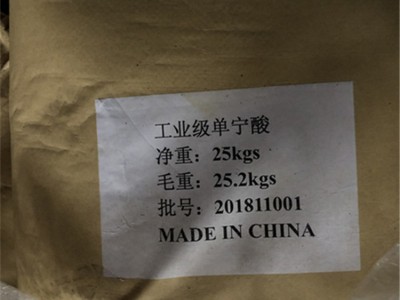 工业级单宁酸
净重：25kgs
毛重：25.2kgs
批号：201811001
MADE IN CHINA